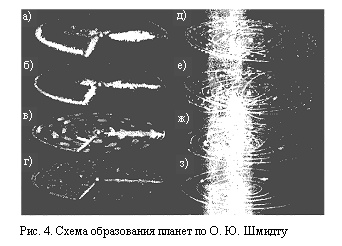 а)
б)
в)
г)
д)
е)
ж)
з)
Рис. 4. Схема образования планет по О. Ю. Шмидту